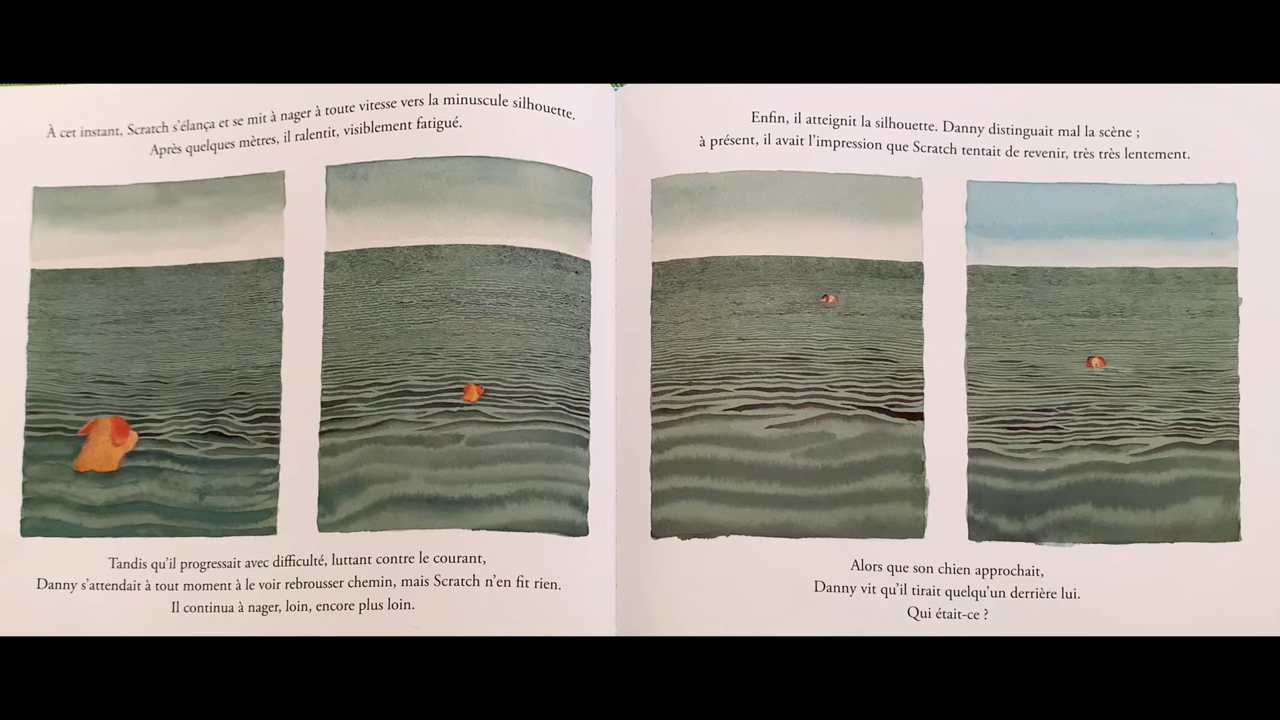 À cet instant, Scratch s'élança et se mit à nager à toute vitesse vers la minuscule silhouette.
Après quelques mètres, il ralentit, visiblement fatigué.
Tandis qu'il progressait avec difficulté, luttant contre le courant,
Danny s'attendait à tout moment à le voir rebrousser chemin, mais Scratch n'en fit rien.
Il continua à nager, loin, encore plus loin.
Enfin, il atteignit la silhouette. Danny distinguait mal la scène ;
à présent, il avait l'impression que Scratch tentait de revenir, très très lentement.
Alors que son chien approchait,
Danny vit qu'il tirait quelqu'un derrière lui.
Qui était-ce ?